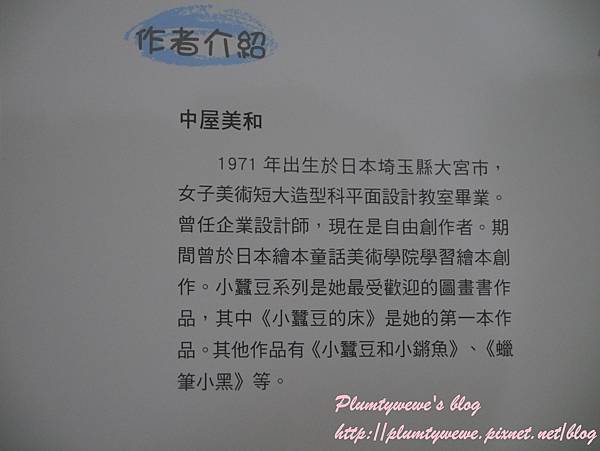 作者介紹
中屋美和
1971 年出生於日本埼玉縣大宮市，
女子美術短大造型科平面設計教室畢業。
曾任企業設計師，現在是自由創作者。期
間曾於日本繪本童話美術學院學習繪本創
作。小蠶豆系列是她最受歡迎的圖畫書作
品，其中《小蠶豆的床》是她的第一本作
品。其他作品有《小蠶豆和小鏘魚》、《蠟
筆小黑》等。
Plumtywewe's blog
http://plumtywewe.pixnet.net/blog